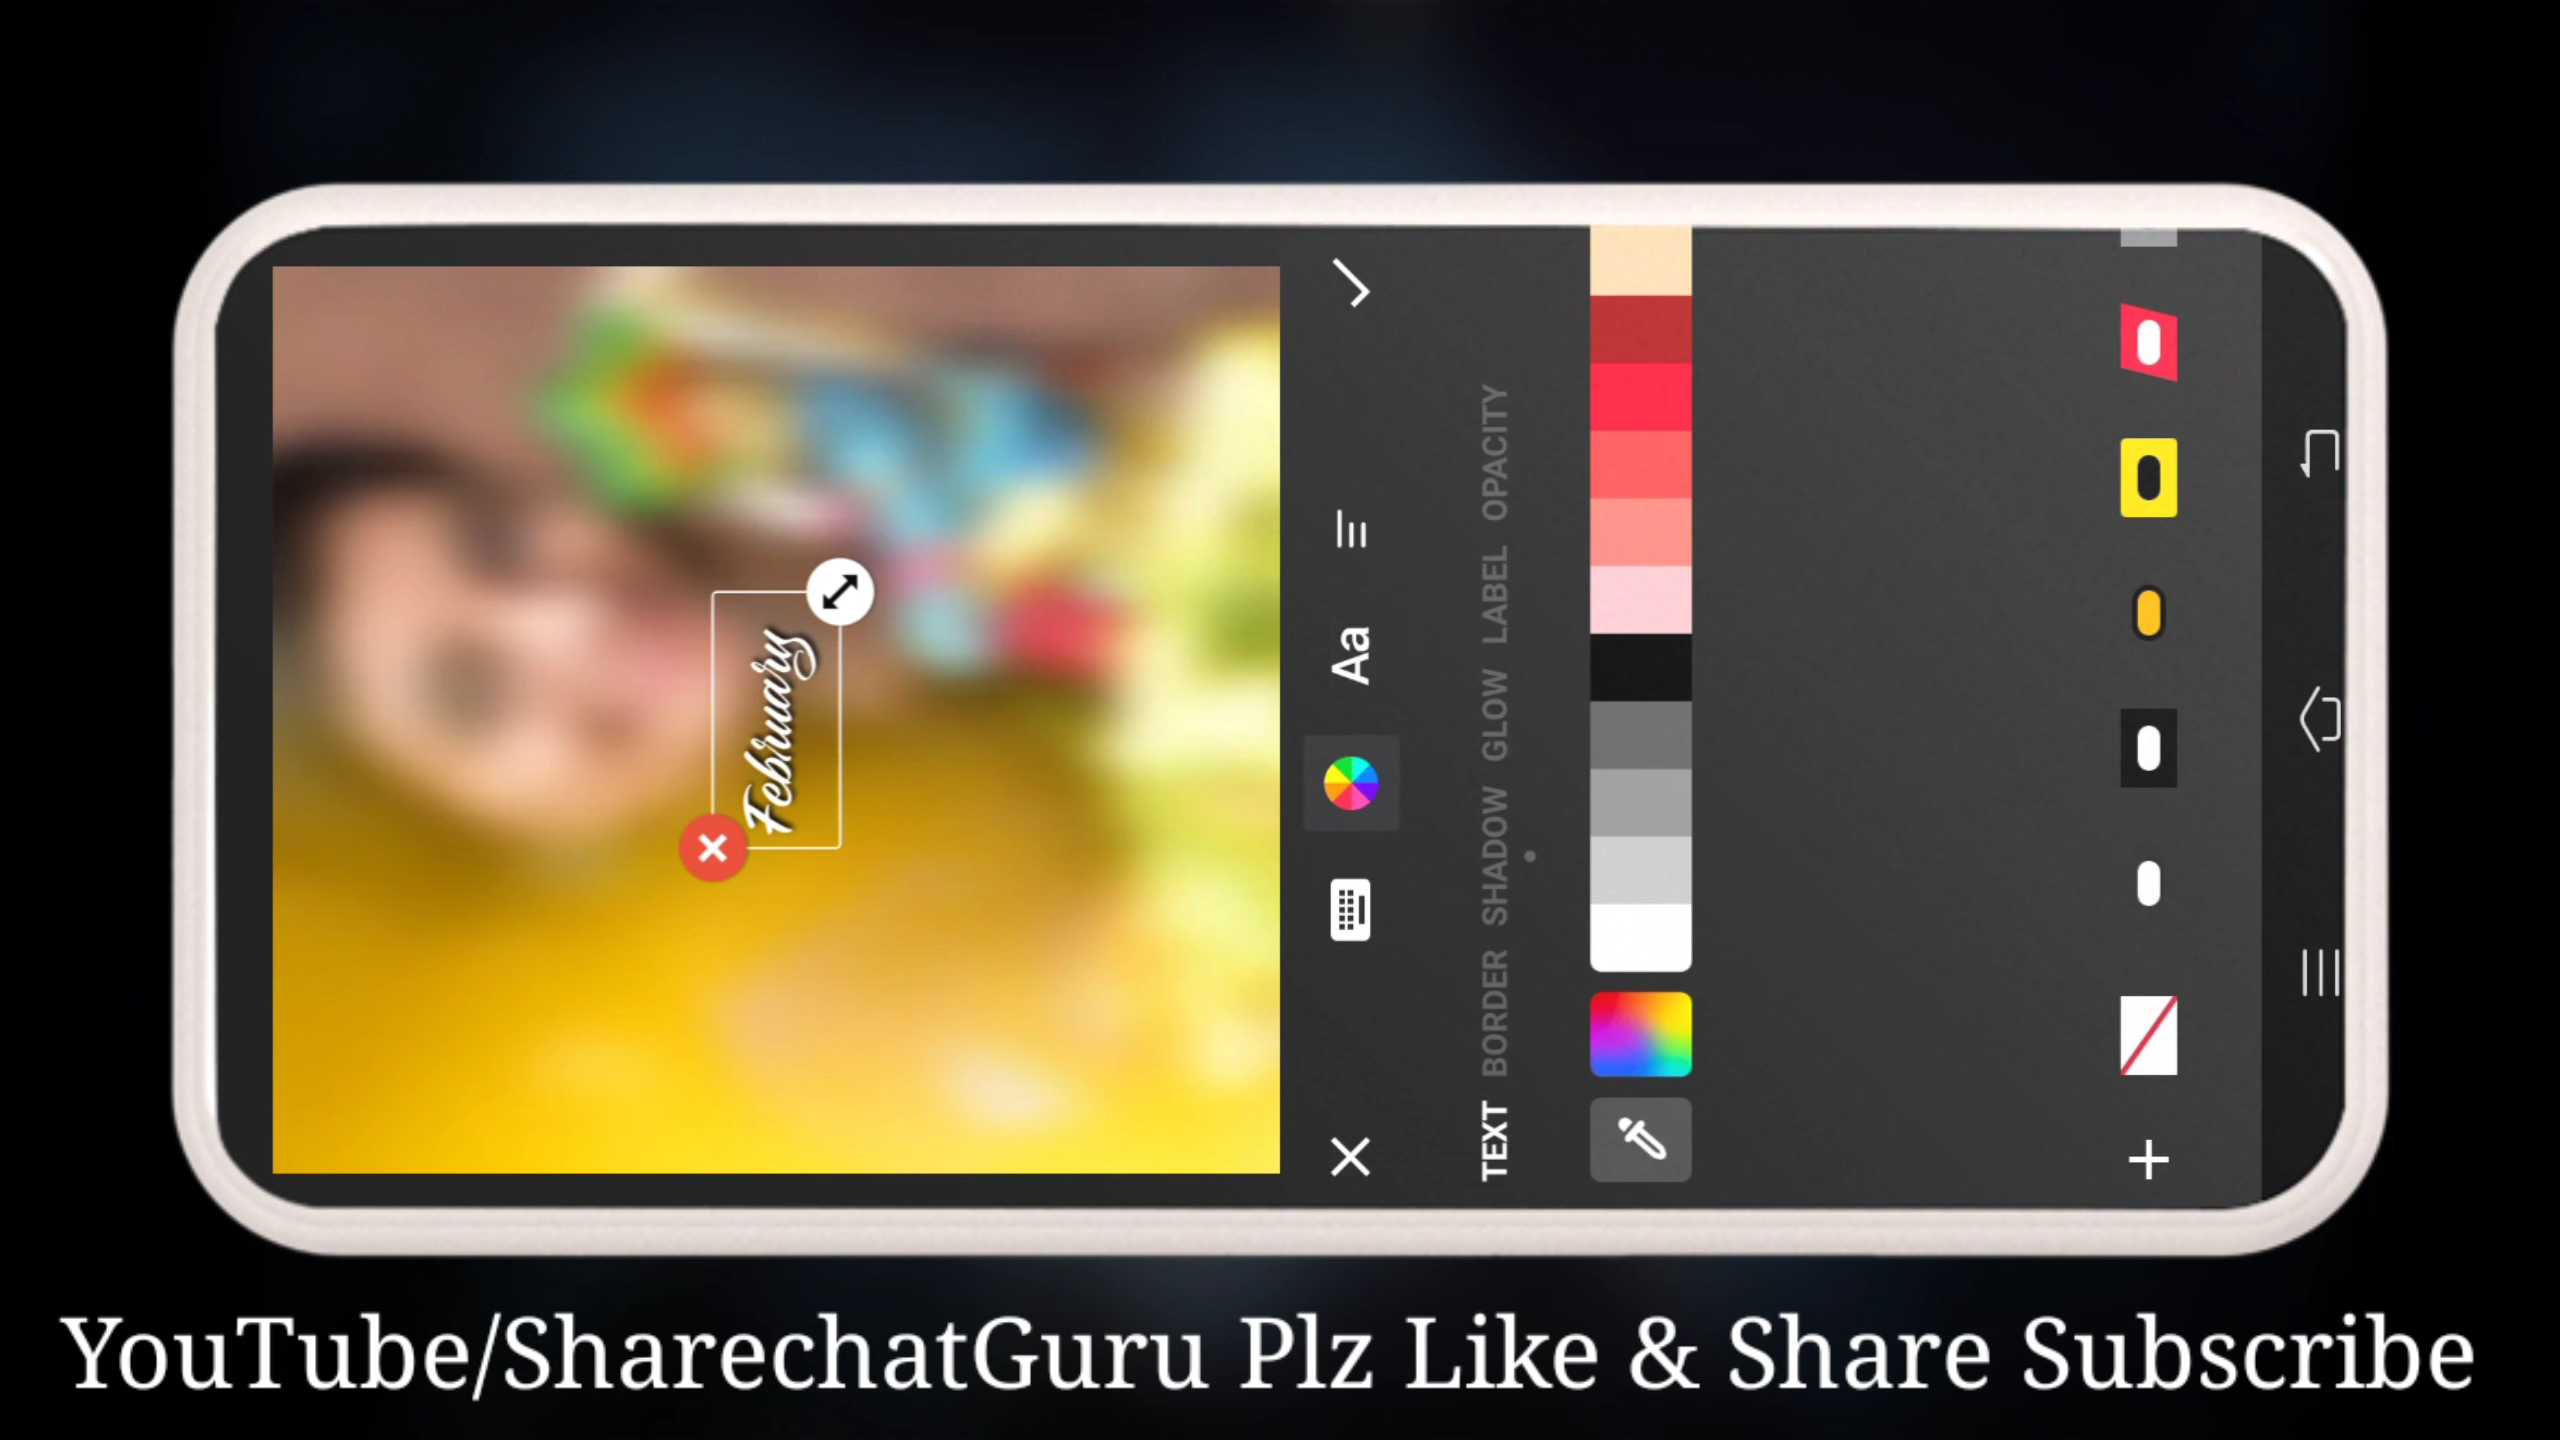 February
Aa
TEXT BORDER SHADOW GLOW LABEL OPACITY
YouTube/SharechatGuru Plz Like & Share Subscribe